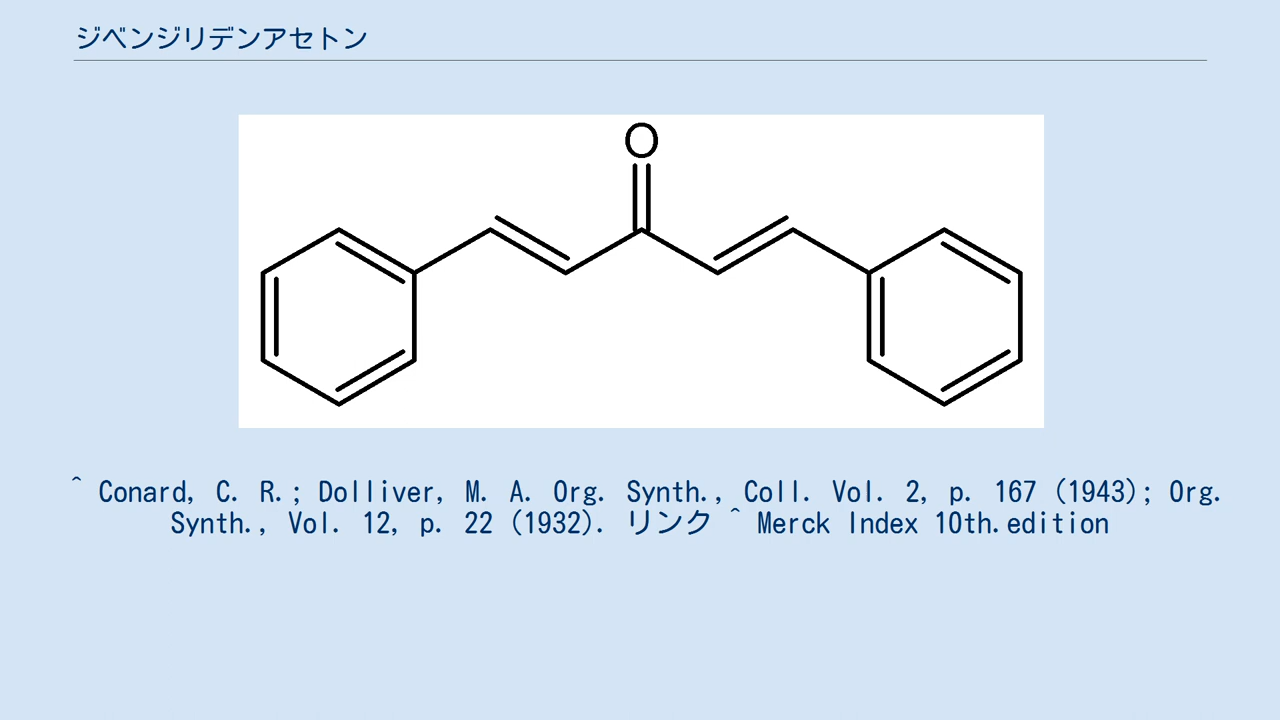 ジベンジリデンアセトン
O
^ Conard, C. R.; Dolliver, M. A. Org. Synth., Coll. Vol. 2, p. 167 (1943); Org.
Synth., Vol. 12, p. 22 (1932). リンク ^ Merck Index 10th.edition